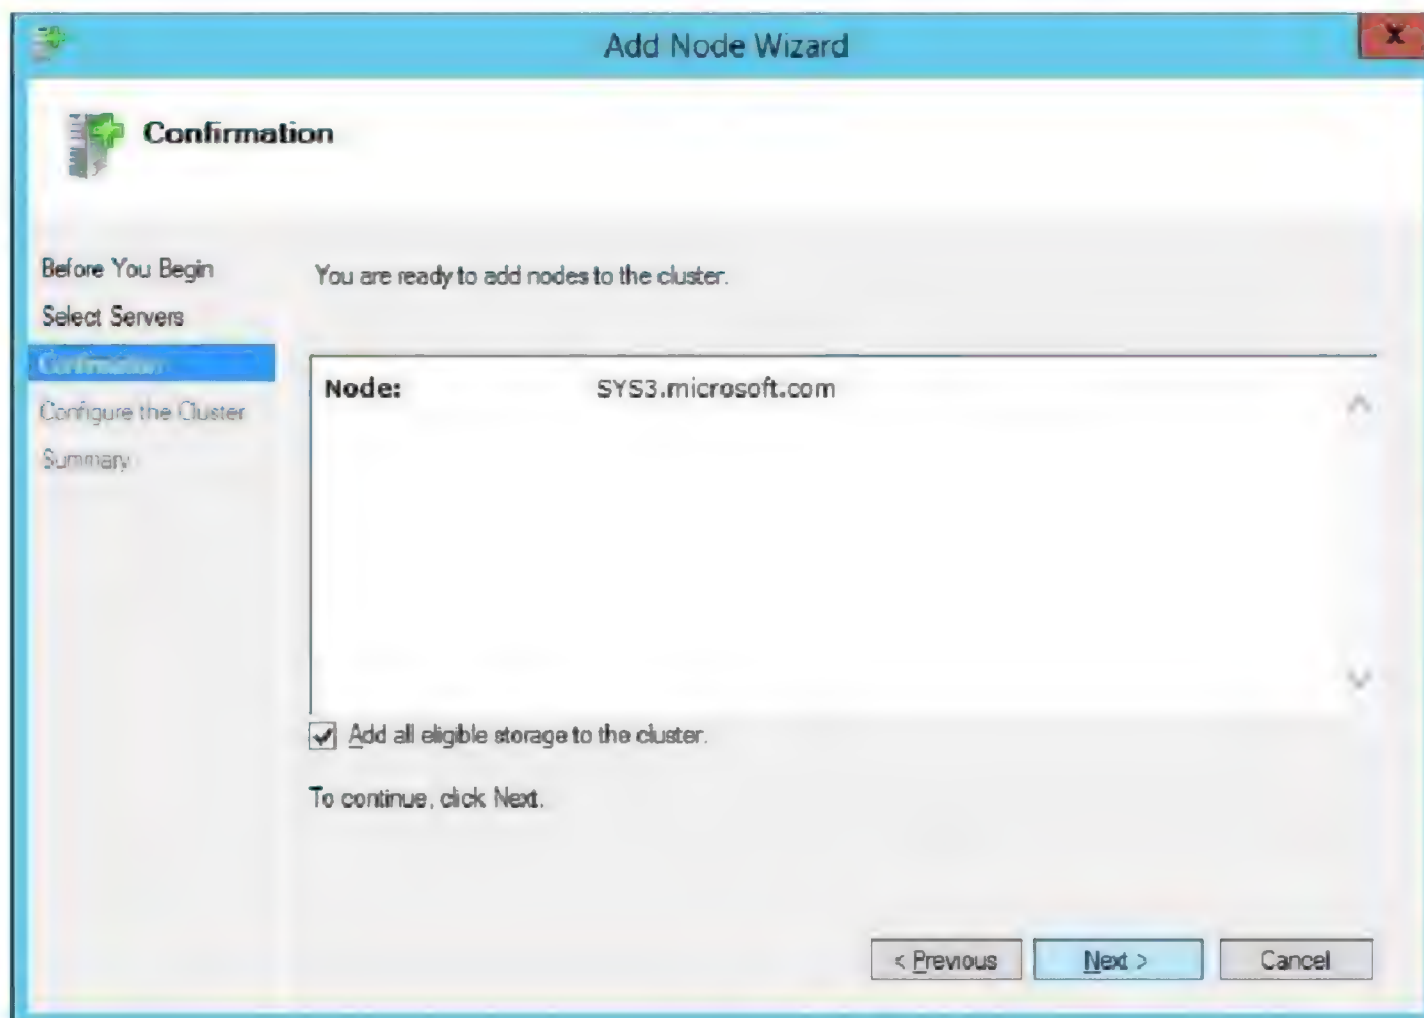 Add Node Wizard
X
Confirmation
Before You Begin
Select Servers
Confirmation
Configure the Cluster
Summary
You are ready to add nodes to the cluster.
Node: SYS3.microsoft.com
Add all eligible storage to the cluster.
To continue, click Next.
< Previous
Next >
Cancel